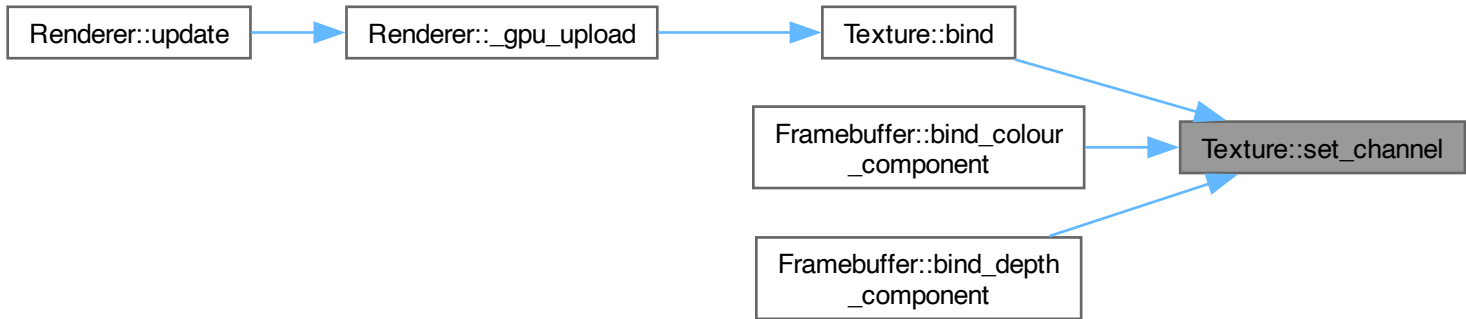 Renderer::update
Renderer::_gpu_upload
Texture::bind
Framebuffer::bind_colour
_component
Texture::set_channel
Framebuffer::bind_depth
_component